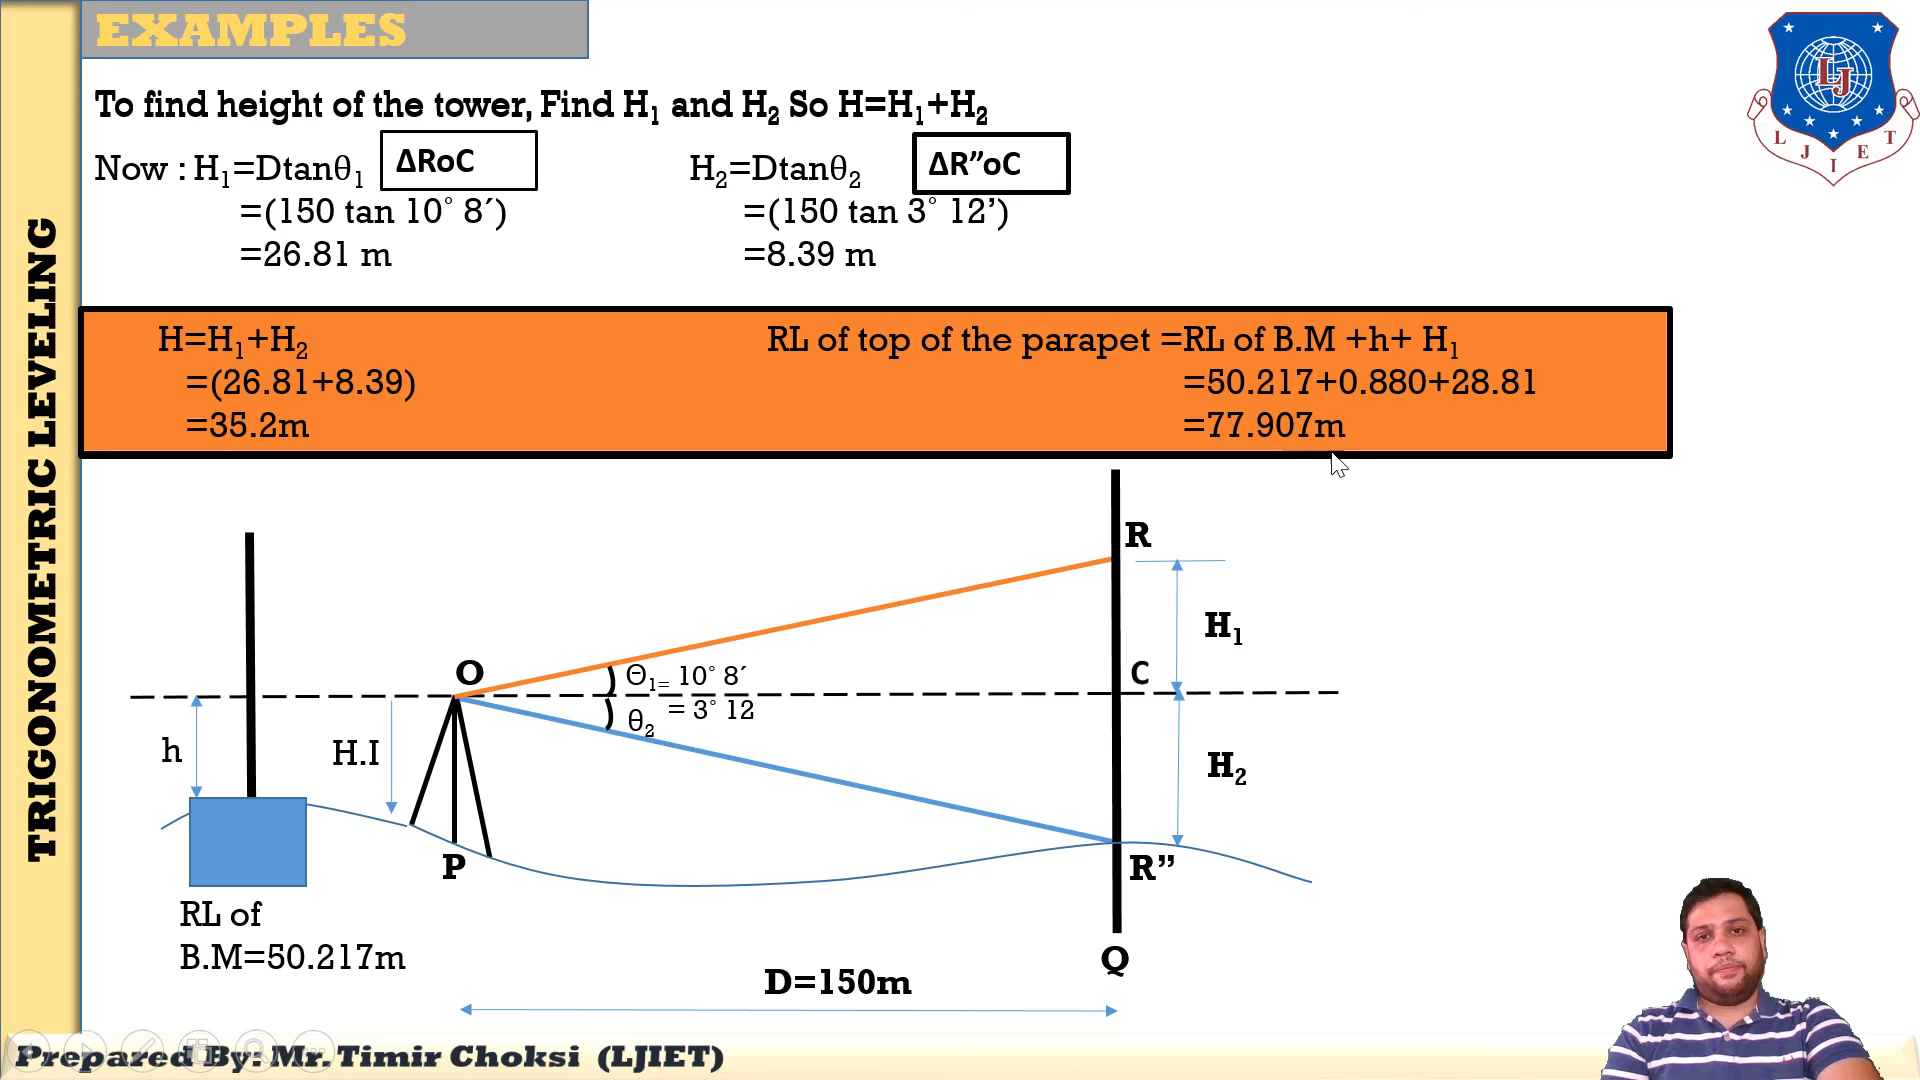 EXAMPLES
To find height of the tower, Find H₁ and H₂ So H=H₁+H₂
Now : H₁=Dtanθ₁
ΔRoC
=(150 tan 10° 8´)
=26.81 m
H₂=Dtanθ₂
ΔR”oC
=(150 tan 3° 12’)
=8.39 m
H=H₁+H₂
=(26.81+8.39)
=35.2m
RL of top of the parapet =RL of B.M +h+ H₁
=50.217+0.880+28.81
=77.907m
TRIGONOMETRIC LEVELING
L J I E T
LJ
R
H₁
O
C
Θ₁₌ 10° 8´
θ₂ = 3° 12
h
H.I
H₂
P
R”
RL of
B.M=50.217m
Q
D=150m
Prepared By: Mr. Timir Choksi (LJIET)